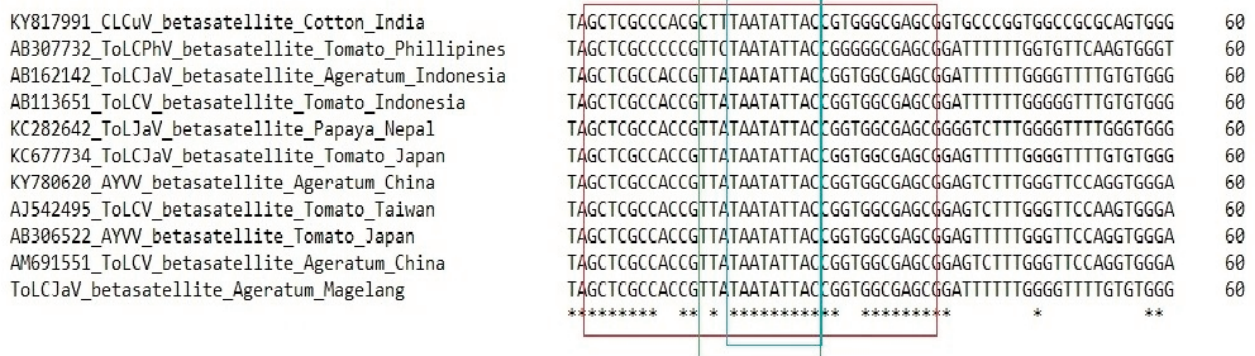 KY817991_CLCuV_betasatellite_Cotton_India TAGCTCGCCCACGCTTTAATATTACCGTGGGCGAGCGGTGCCCGGTGGCCGCGCAGTGGG 60
AB307732_ToLCPhV_betasatellite_Tomato_Phillipines TAGCTCGCCCCCGTTCTAATATTACCGGGGGCGAGCGGATTTTTTGGTGTTCAAGTGGGT 60
AB162142_ToLCJaV_betasatellite_Ageratum_Indonesia TAGCTCGCCACCGTTATAATATTACCGGTGGCGAGCGGATTTTTTGGGGTTTTGTGTGGG 60
AB113651_ToLCV_betasatellite_Tomato_Indonesia TAGCTCGCCACCGTTATAATATTACCGGTGGCGAGCGGATTTTTTGGGGGTTTGTGTGGG 60
KC282642_ToLJaV_betasatellite_Papaya_Nepal TAGCTCGCCACCGTTATAATATTACCGGTGGCGAGCGGGGTCTTTGGGGTTTTGGGTGGG 60
KC677734_ToLCJaV_betasatellite_Tomato_Japan TAGCTCGCCACCGTTATAATATTACCGGTGGCGAGCGGAGTTTTTGGGGTTTTGTGTGGG 60
KY780620_AYVV_betasatellite_Ageratum_China TAGCTCGCCACCGTTATAATATTACCGGTGGCGAGCGGAGTCTTTGGGTTCCAGGTGGGA 60
AJ542495_ToLCV_betasatellite_Tomato_Taiwan TAGCTCGCCACCGTTATAATATTACCGGTGGCGAGCGGAGTCTTTGGGTTCCAAGTGGGA 60
AB306522_AYVV_betasatellite_Tomato_Japan TAGCTCGCCACCGTTATAATATTACCGGTGGCGAGCGGAGTTTTTGGGTTCCAGGTGGGA 60
AM691551_ToLCV_betasatellite_Ageratum_China TAGCTCGCCACCGTTATAATATTACCGGTGGCGAGCGGAGTCTTTGGGTTCCAGGTGGGA 60
ToLCJaV_betasatellite_Ageratum_Magelang TAGCTCGCCACCGTTATAATATTACCGGTGGCGAGCGGATTTTTTGGGGTTTTGTGTGGG 60
********* ** * *********** ********* * **